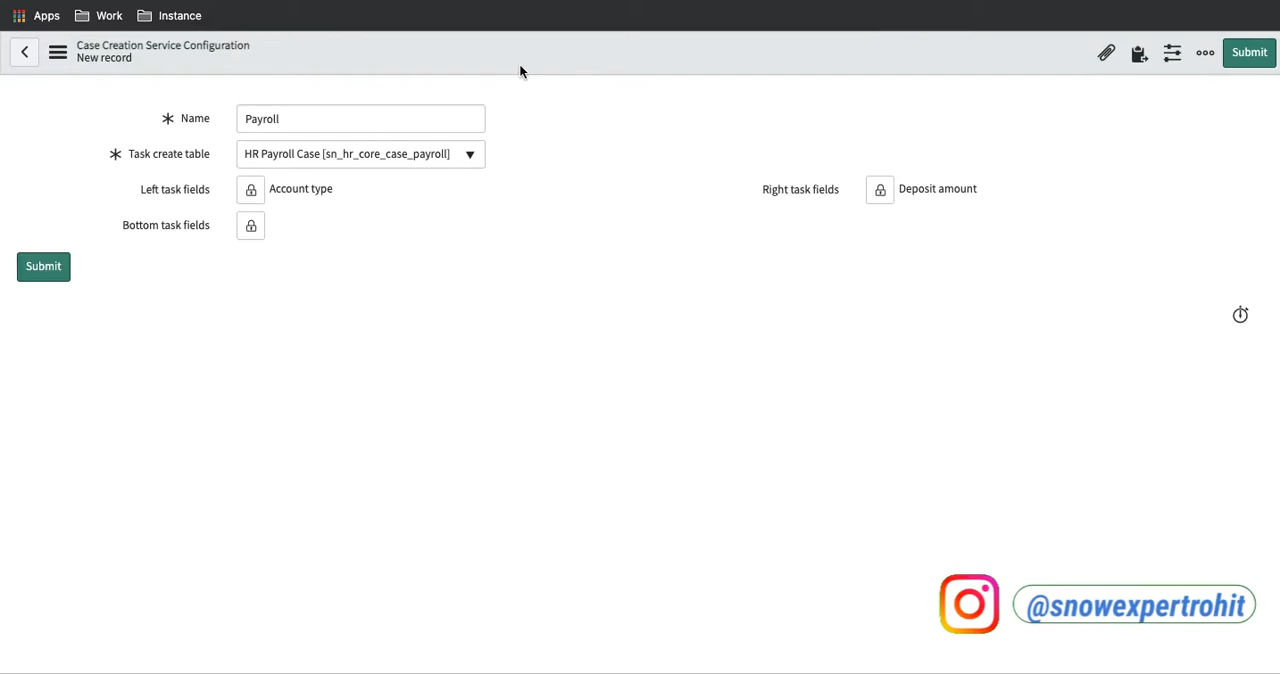 Apps Work Instance
Case Creation Service Configuration
New record
Submit
Name Payroll
Task create table HR Payroll Case [sn_hr_core_case_payroll]
Left task fields Account type Right task fields Deposit amount
Bottom task fields
Submit
@snowexpertrohit